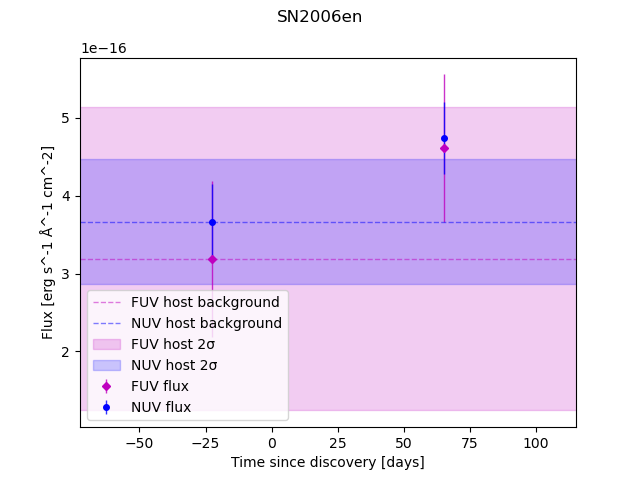 SN2006en
1e−16
Flux [erg s^-1 Å^-1 cm^-2]
5
4
3
2
FUV host background
NUV host background
FUV host 2σ
NUV host 2σ
FUV flux
NUV flux
−50 −25 0 25 50 75 100
Time since discovery [days]